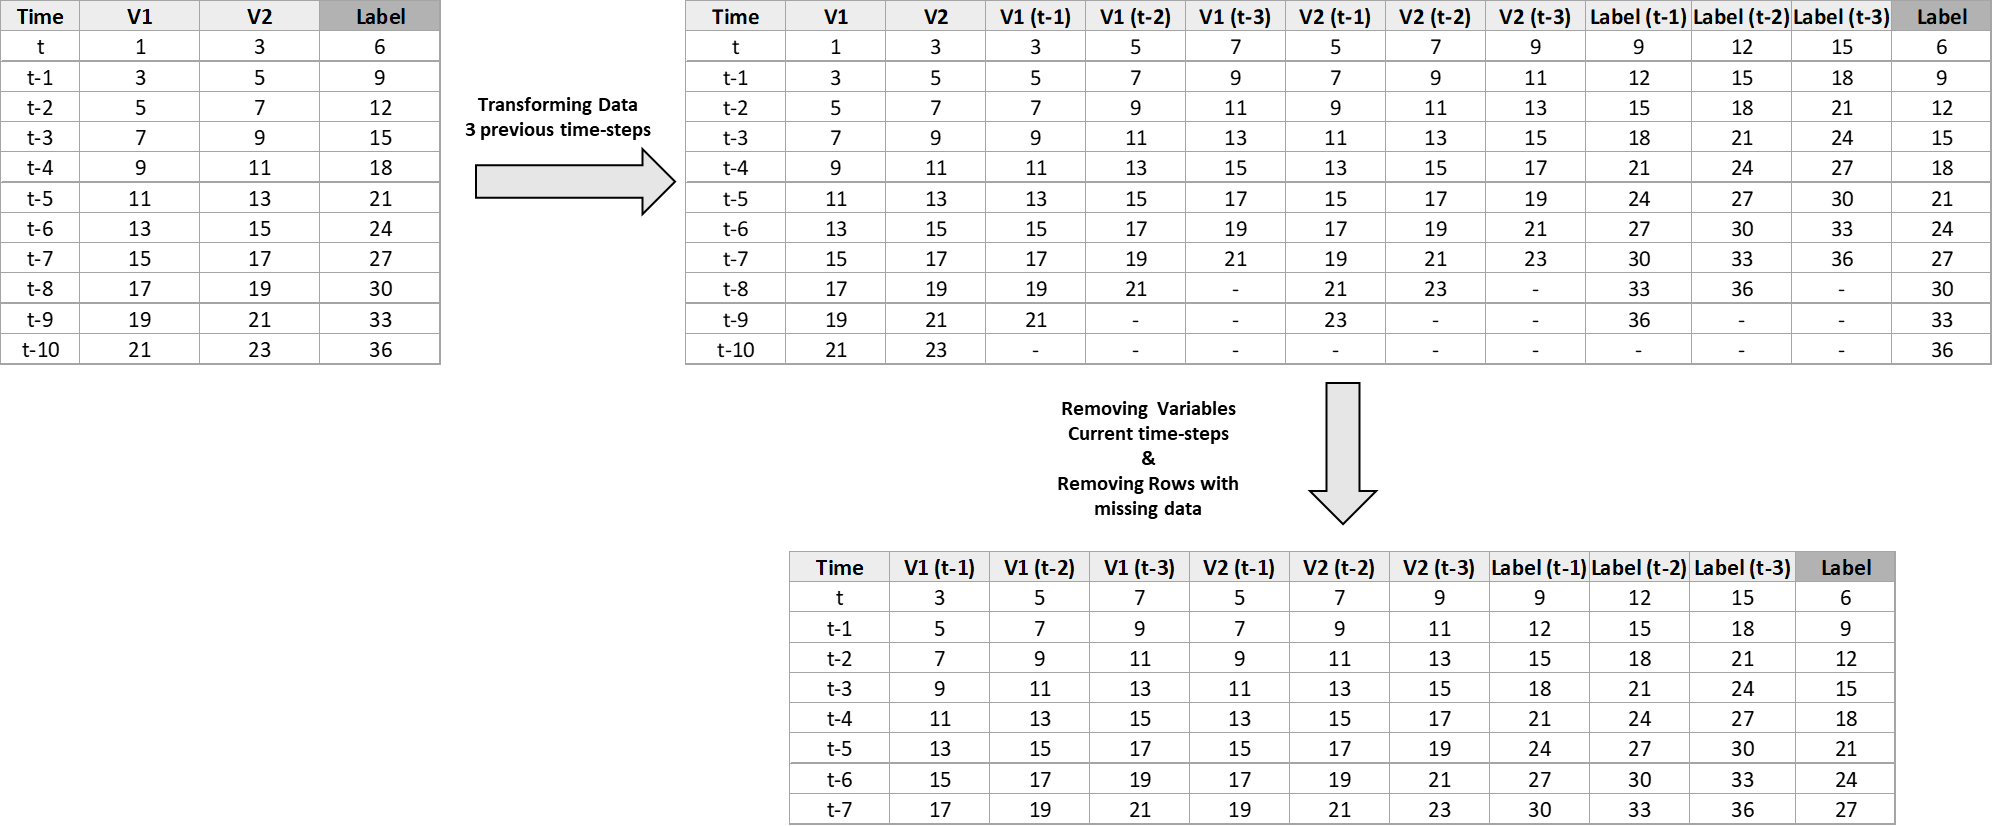 Time V1 V2 Label
t 1 3 6
t-1 3 5 9
t-2 5 7 12
t-3 7 9 15
t-4 9 11 18
t-5 11 13 21
t-6 13 15 24
t-7 15 17 27
t-8 17 19 30
t-9 19 21 33
t-10 21 23 36
Transforming Data
3 previous time-steps
Time V1 V2 V1 (t-1) V1 (t-2) V1 (t-3) V2 (t-1) V2 (t-2) V2 (t-3) Label (t-1) Label (t-2) Label (t-3) Label
t 1 3 3 5 7 5 7 9 9 12 15 6
t-1 3 5 5 7 9 7 9 11 12 15 18 9
t-2 5 7 7 9 11 9 11 13 15 18 21 12
t-3 7 9 9 11 13 11 13 15 18 21 24 15
t-4 9 11 11 13 15 13 15 17 21 24 27 18
t-5 11 13 13 15 17 15 17 19 24 27 30 21
t-6 13 15 15 17 19 17 19 21 27 30 33 24
t-7 15 17 17 19 21 19 21 23 30 33 36 27
t-8 17 19 19 21 - 21 23 - 33 36 - 30
t-9 19 21 21 - - 23 - - 36 - - 33
t-10 21 23 - - - - - - - - - 36
Removing Variables
Current time-steps
&
Removing Rows with
missing data
Time V1 (t-1) V1 (t-2) V1 (t-3) V2 (t-1) V2 (t-2) V2 (t-3) Label (t-1) Label (t-2) Label (t-3) Label
t 3 5 7 5 7 9 9 12 15 6
t-1 5 7 9 7 9 11 12 15 18 9
t-2 7 9 11 9 11 13 15 18 21 12
t-3 9 11 13 11 13 15 18 21 24 15
t-4 11 13 15 13 15 17 21 24 27 18
t-5 13 15 17 15 17 19 24 27 30 21
t-6 15 17 19 17 19 21 27 30 33 24
t-7 17 19 21 19 21 23 30 33 36 27